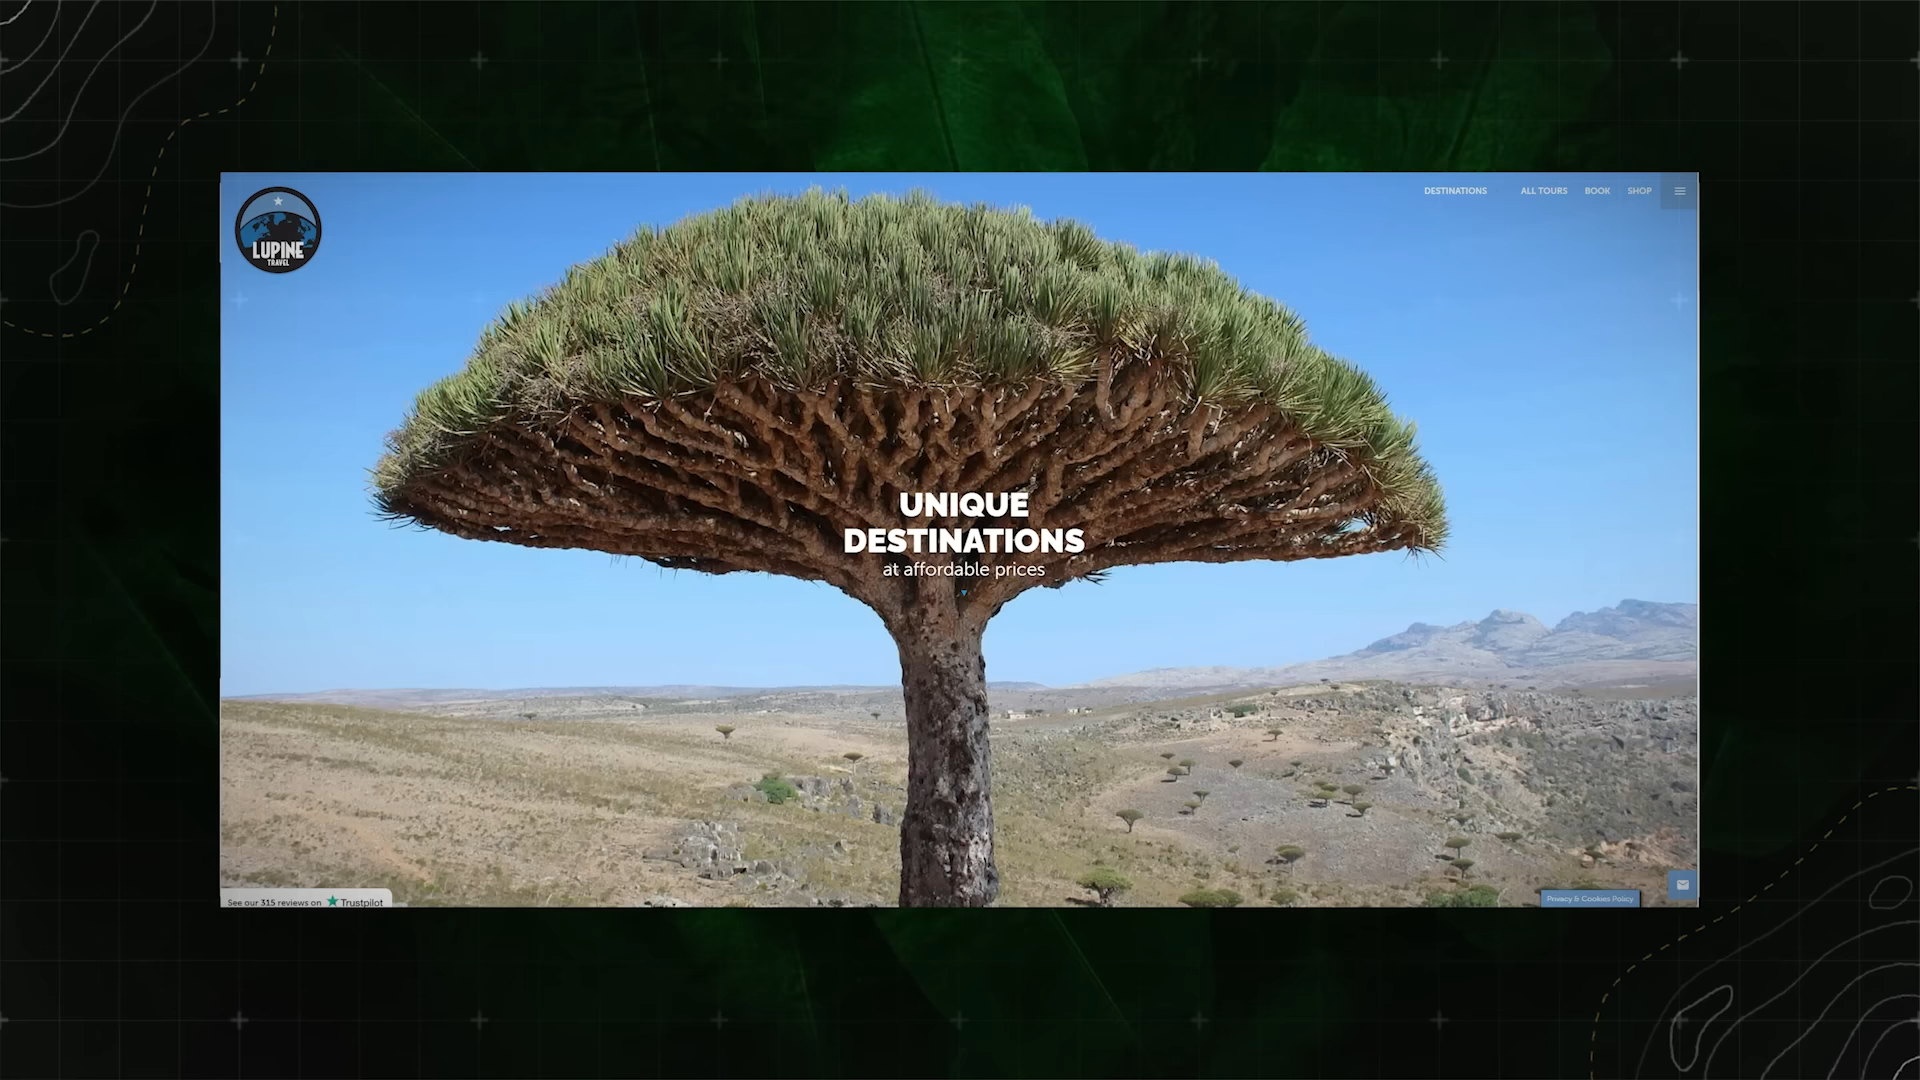 LUPINE
TRAVEL
DESTINATIONS
ALL TOURS
BOOK
SHOP
UNIQUE
DESTINATIONS
at affordable prices
See our 315 reviews on Trustpilot
Privacy & Cookies Policy